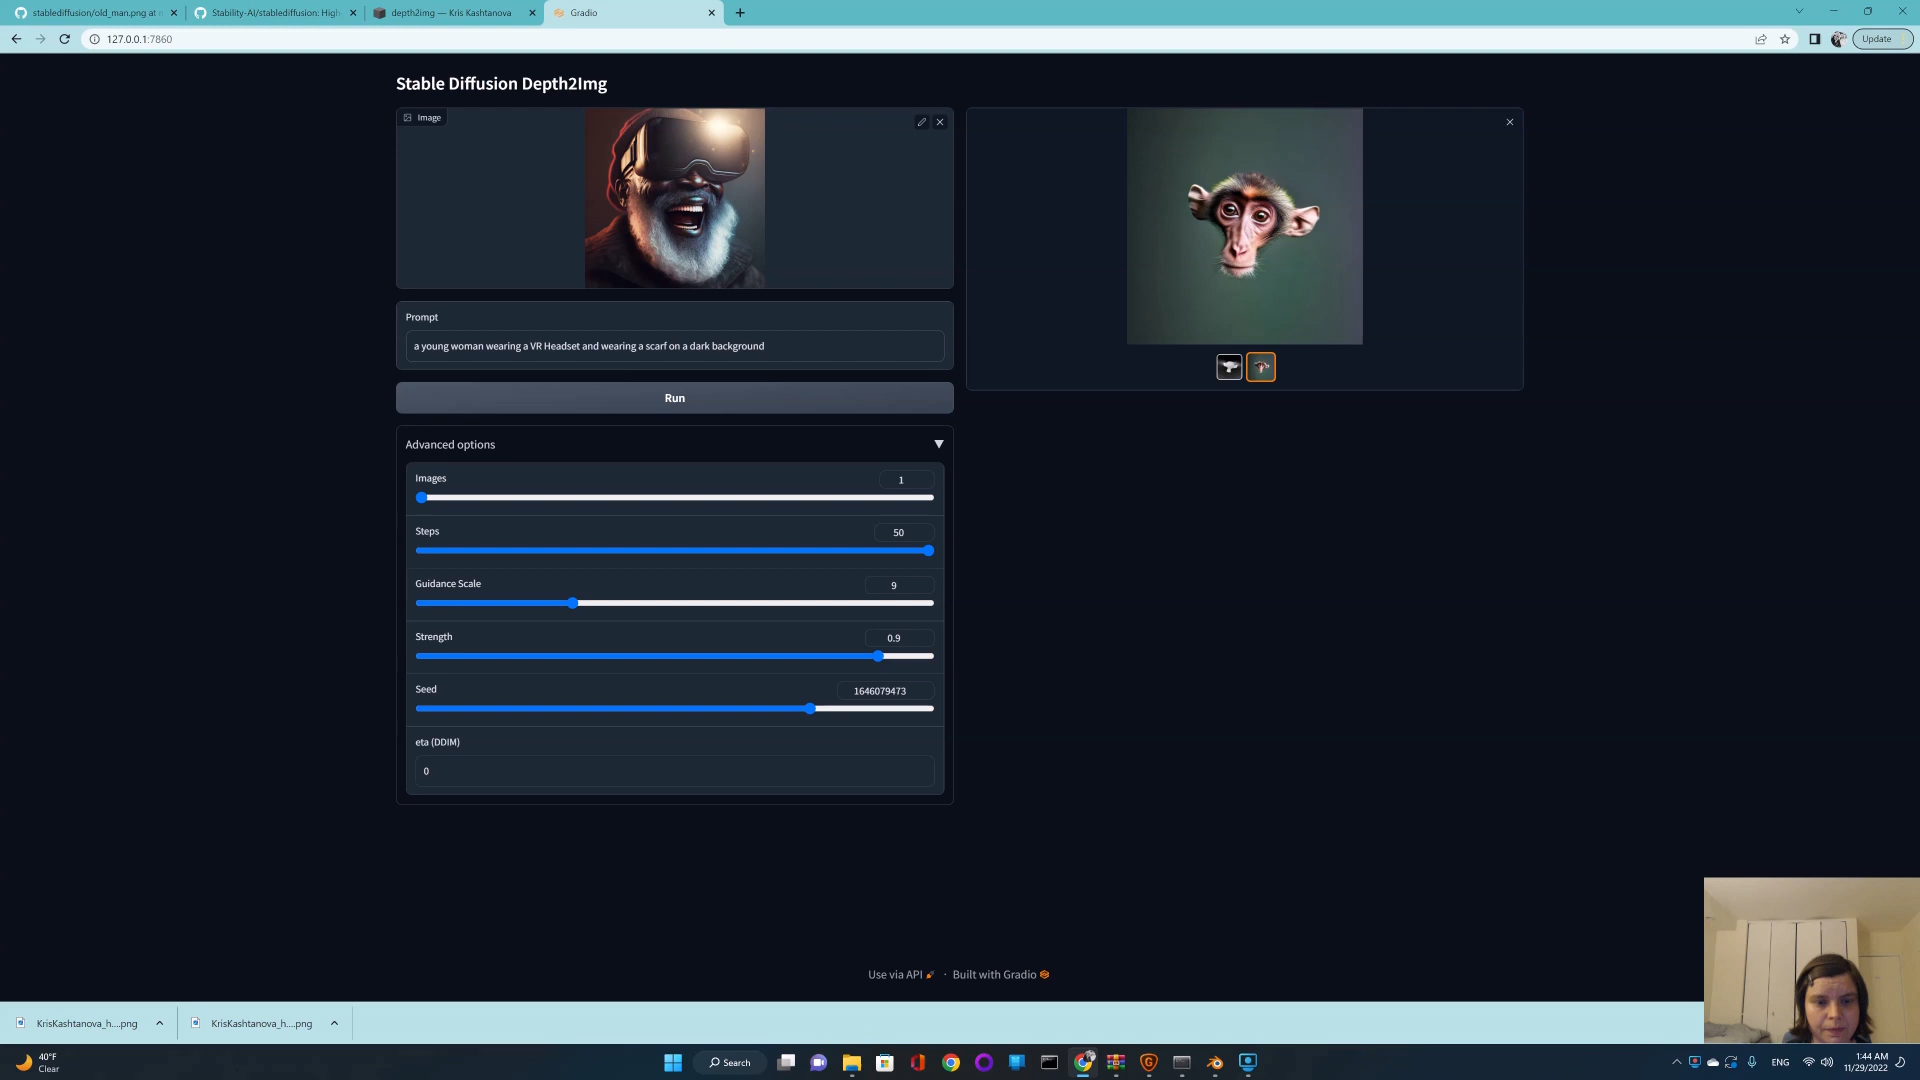 stablediffusion/old_man.png at
Stability-AI/stablediffusion: High
depth2img — Kris Kashtanova
Gradio
127.0.0.1:7860
Update
Stable Diffusion Depth2Img
Image
Prompt
a young woman wearing a VR Headset and wearing a scarf on a dark background
Run
Advanced options
Images
1
Steps
50
Guidance Scale
9
Strength
0.9
Seed
1646079473
eta (DDIM)
0
Use via API · Built with Gradio
KrisKashtanova_h....png
KrisKashtanova_h....png
40°F
Clear
Search
ENG
1:44 AM
11/29/2022